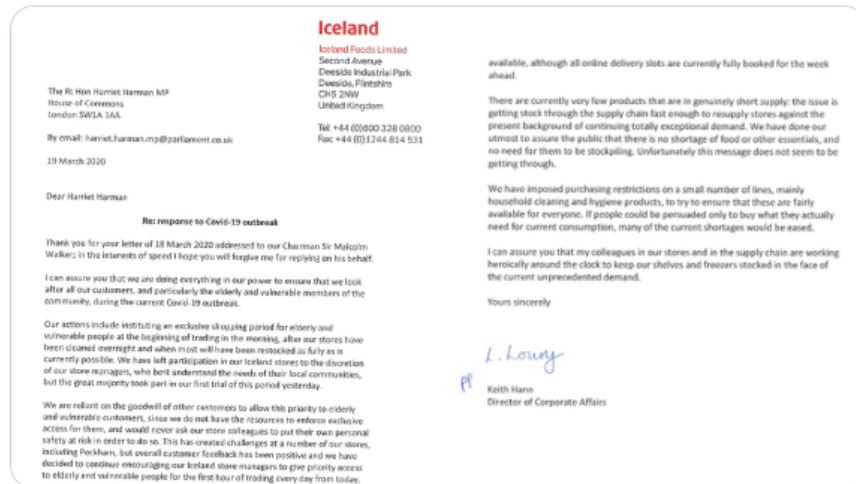 Iceland
Iceland Foods Limited
Second Avenue
Deeside Industrial Park
Deeside, Flintshire
CH5 2NW
United Kingdom
Tel: +44 (0)800 328 0800
Fax: +44 (0)1244 814 531
The Rt Hon Harriet Harman MP
House of Commons
London SW1A 1AA
By email: harriet.harman.mp@parliament.co.uk
19 March 2020
Dear Harriet Harman
Re: response to Covid-19 outbreak
Thank you for your letter of 18 March 2020 addressed to our Chairman Sir Malcolm
Walker; in the interests of speed I hope you will forgive me for replying on his behalf.
I can assure you that we are doing everything in our power to ensure that we look
after all our customers, and particularly the elderly and vulnerable members of the
community, during the current Covid-19 outbreak.
Our actions include instituting an exclusive shopping period for elderly and
vulnerable people at the beginning of trading in the morning, after our stores have
been cleaned overnight and when most will have been restocked as fully as is
currently possible. We have left participation in our Iceland stores to the discretion
of our store managers, who best understand the needs of their local communities,
but the great majority took part in our first trial of this period yesterday.
We are reliant on the goodwill of other customers to allow this priority to elderly
and vulnerable customers, since we do not have the resources to enforce exclusive
access for them, and would never ask our store colleagues to put their own personal
safety at risk in order to do so. This has created challenges at a number of our stores,
including Peckham, but overall customer feedback has been positive and we have
decided to continue encouraging our Iceland store managers to give priority access
to elderly and vulnerable people for the first hour of trading every day from today.
available, although all online delivery slots are currently fully booked for the week
ahead.
There are currently very few products that are in genuinely short supply: the issue is
getting stock through the supply chain fast enough to resupply stores against the
present background of continuing totally exceptional demand. We have done our
utmost to assure the public that there is no shortage of food or other essentials, and
no need for them to be stockpiling. Unfortunately this message does not seem to be
getting through.
We have imposed purchasing restrictions on a small number of lines, mainly
household cleaning and hygiene products, to try to ensure that these are fairly
available for everyone. If people could be persuaded only to buy what they actually
need for current consumption, many of the current shortages would be eased.
I can assure you that my colleagues in our stores and in the supply chain are working
heroically around the clock to keep our shelves and freezers stocked in the face of
the current unprecedented demand.
Yours sincerely
L. Loury
PP
Keith Hann
Director of Corporate Affairs